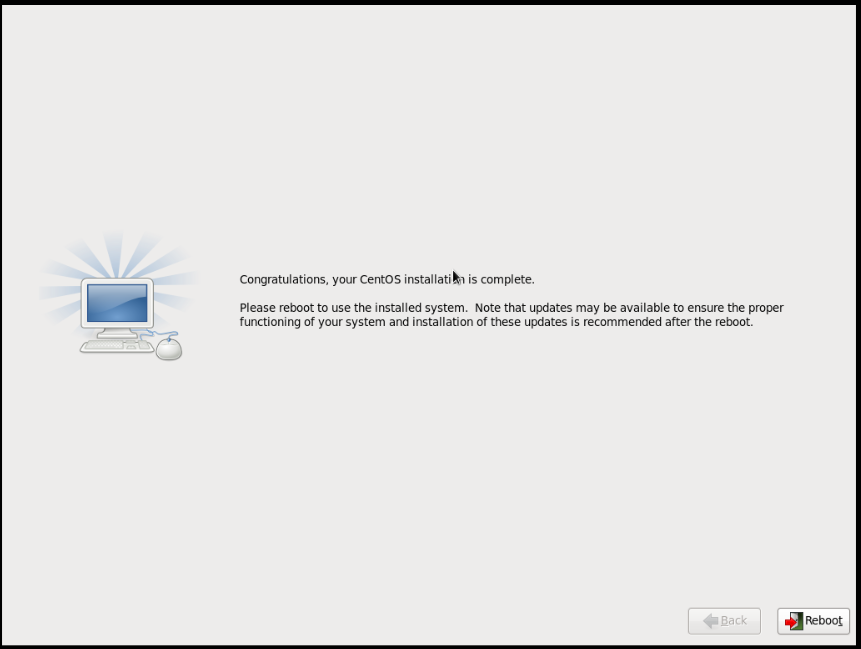 Congratulations, your CentOS installation is complete.
Please reboot to use the installed system.  Note that updates may be available to ensure the proper
functioning of your system and installation of these updates is recommended after the reboot.
Back
Reboot